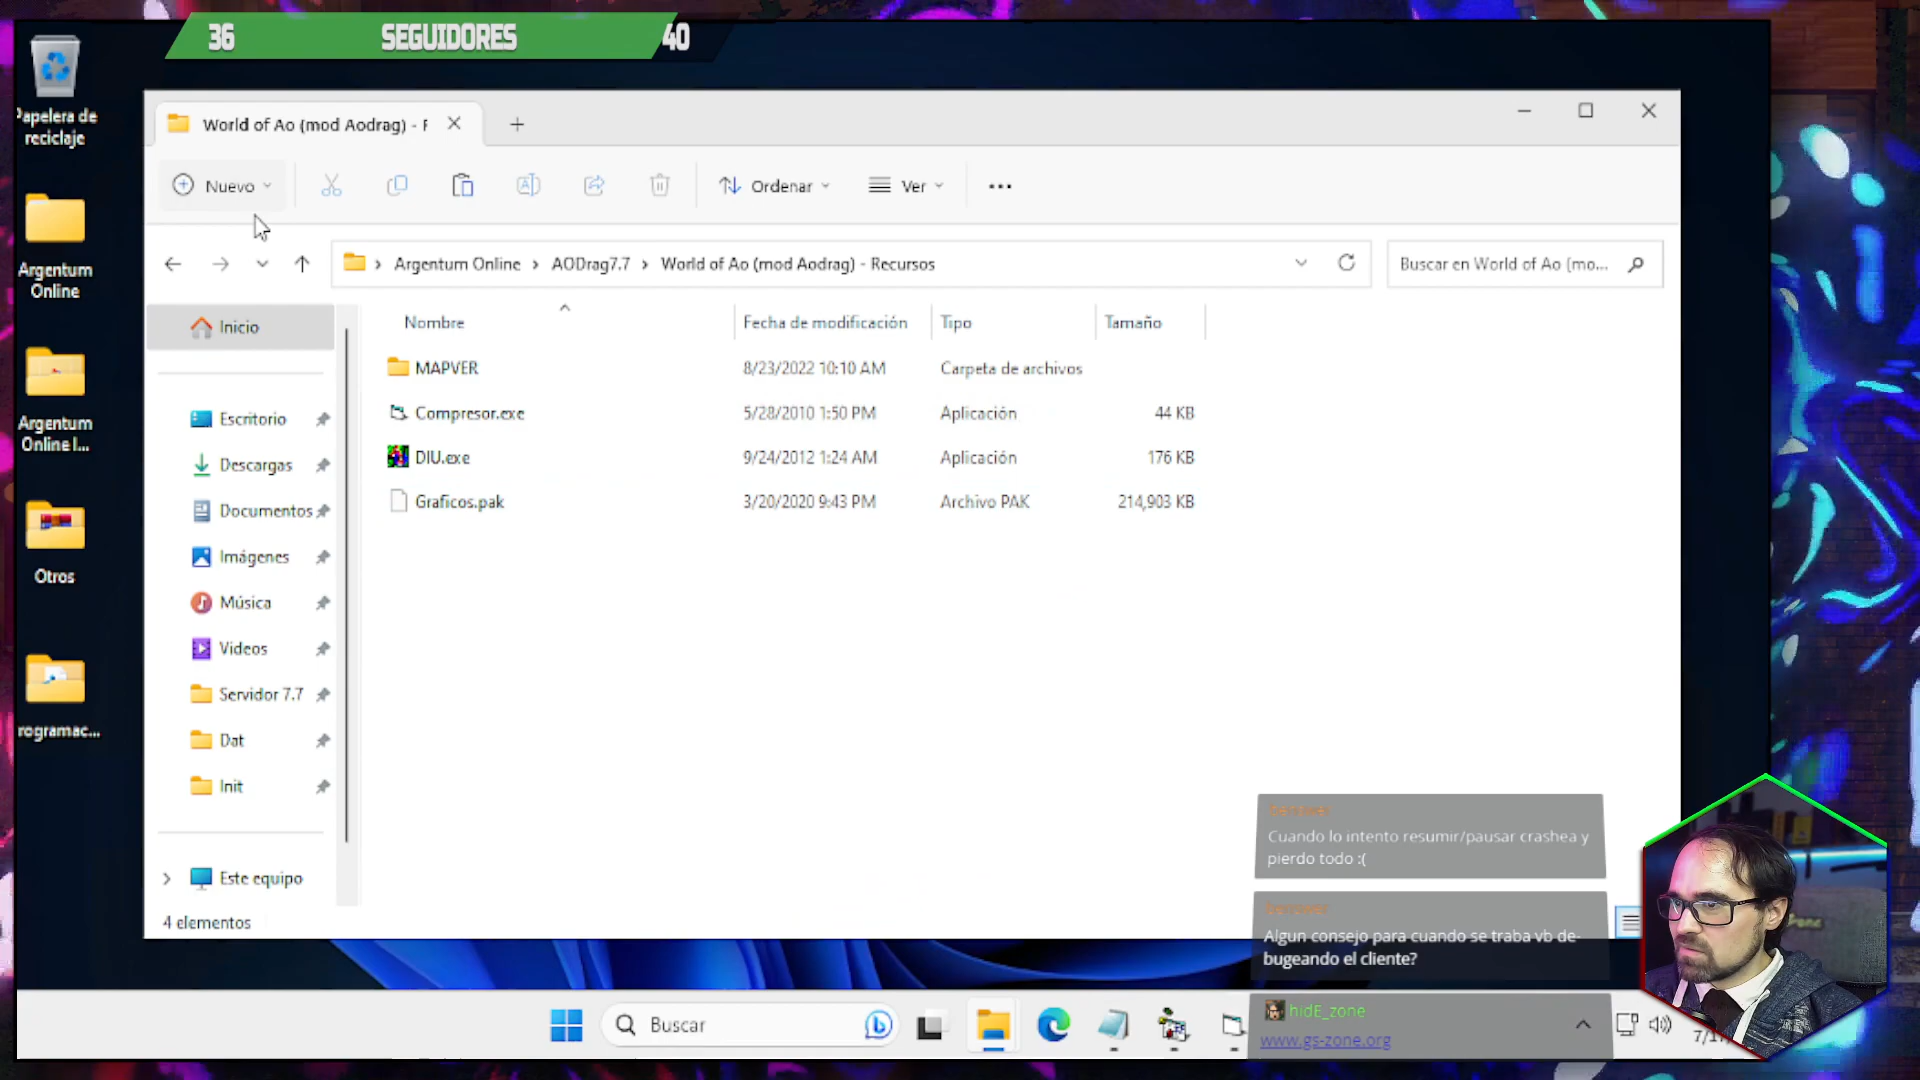 36 SEGUIDORES 40
Papelera de
reciclaje
Argentum
Online
Argentum
Online I...
Otros
rogramac...
World of Ao (mod Aodrag) - F
Nuevo
Ordenar
Ver
Argentum Online > AODrag7.7 > World of Ao (mod Aodrag) - Recursos
Buscar en World of Ao (mo...
Inicio
Escritorio
Descargas
Documentos
Imágenes
Música
Videos
Servidor 7.7
Dat
Init
Este equipo
Nombre Fecha de modificación Tipo Tamaño
MAPVER 8/23/2022 10:10 AM Carpeta de archivos
Compresor.exe 5/28/2010 1:50 PM Aplicación 44 KB
DIU.exe 9/24/2012 1:24 AM Aplicación 176 KB
Graficos.pak 3/20/2020 9:43 PM Archivo PAK 214,903 KB
4 elementos
Cuando lo intento resumir/pausar crashea y
pierdo todo :(
Algun consejo para cuando se traba vb de-
bugeando el cliente?
hidE_zone
www.gs-zone.org
Buscar